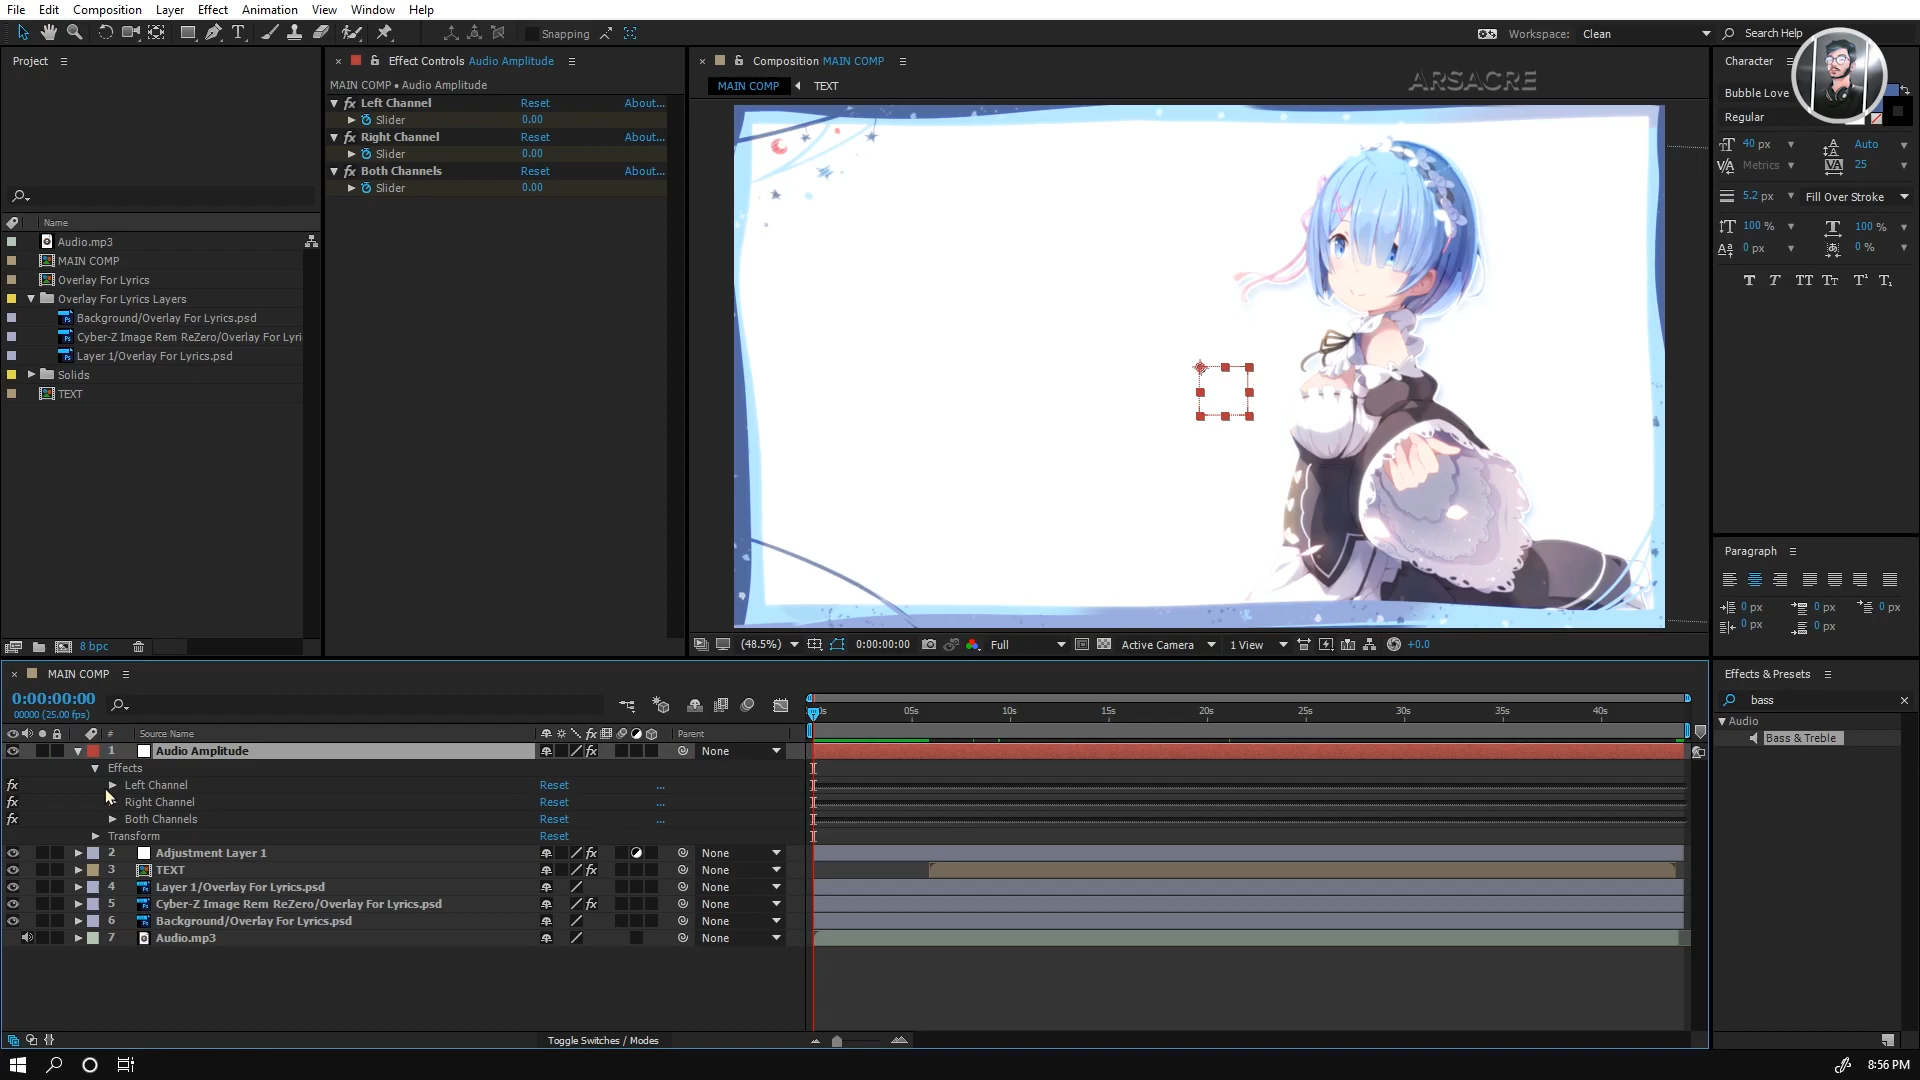 File Edit Composition Layer Effect Animation View Window Help
Snapping
Workspace: Clean
Search Help
Project
Name
Audio.mp3
MAIN COMP
Overlay For Lyrics
Overlay For Lyrics Layers
Background/Overlay For Lyrics.psd
Cyber-Z Image Rem ReZero/Overlay For Lyri
Layer 1/Overlay For Lyrics.psd
Solids
TEXT
8 bpc
Effect Controls Audio Amplitude
MAIN COMP • Audio Amplitude
fx Left Channel Reset About...
Slider 0.00
fx Right Channel Reset About...
Slider 0.00
fx Both Channels Reset About...
Slider 0.00
Composition MAIN COMP
MAIN COMP TEXT
ARSACRE
(48.5%) 0:00:00:00 Full Active Camera 1 View +0.0
Character
Bubble Love
Regular
40 px Auto
Metrics 25
5.2 px Fill Over Stroke
100 % 100 %
0 px 0 %
Paragraph
0 px 0 px 0 px
0 px 0 px
Effects & Presets
bass
Audio
Bass & Treble
MAIN COMP
0:00:00:00
00000 (25.00 fps)
# Source Name fx Parent
05s 10s 15s 20s 25s 30s 35s 40s
1 Audio Amplitude fx None
Effects
fx Left Channel Reset ...
fx Right Channel Reset ...
fx Both Channels Reset ...
Transform Reset
2 Adjustment Layer 1 fx None
3 TEXT fx None
4 Layer 1/Overlay For Lyrics.psd None
5 Cyber-Z Image Rem ReZero/Overlay For Lyrics.psd fx None
6 Background/Overlay For Lyrics.psd None
7 Audio.mp3 None
Toggle Switches / Modes
8:56 PM